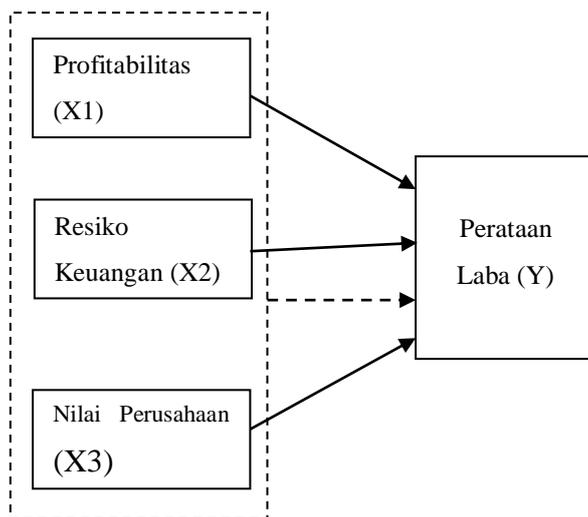 Profitabilitas
(X1)
Resiko
Keuangan (X2)
Nilai Perusahaan
(X3)
Perataan
Laba (Y)